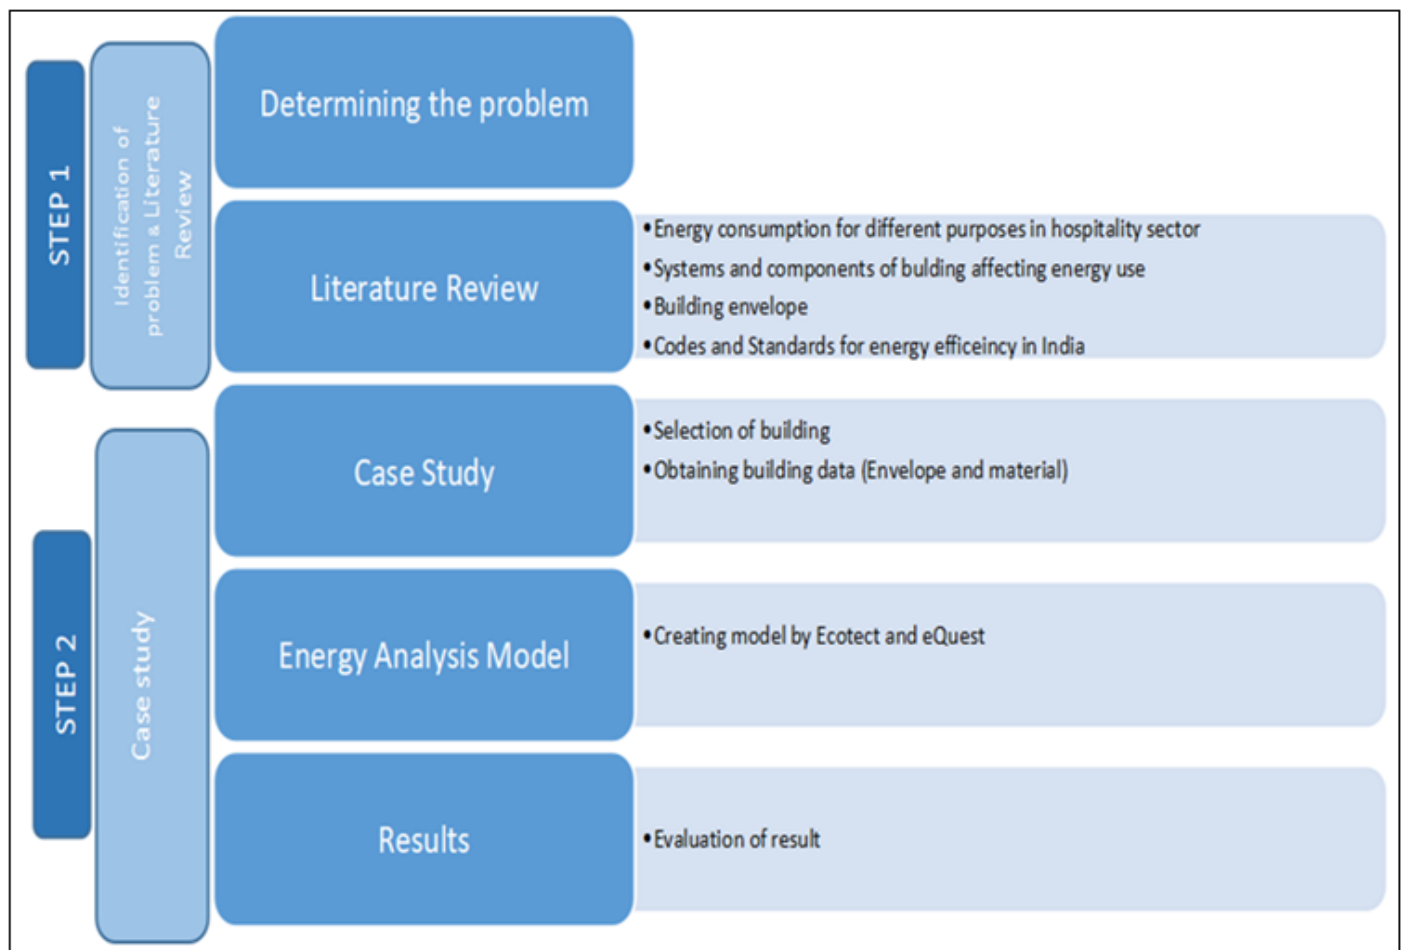 STEP 1
Identification of
problem & Literature
Review
Determining the problem
Literature Review
•Energy consumption for different purposes in hospitality sector
•Systems and components of bulding affecting energy use
•Building envelope
•Codes and Standards for energy efficeincy in India
STEP 2
Case study
Case Study
•Selection of building
•Obtaining building data (Envelope and material)
Energy Analysis Model
•Creating model by Ecotect and eQuest
Results
•Evaluation of result